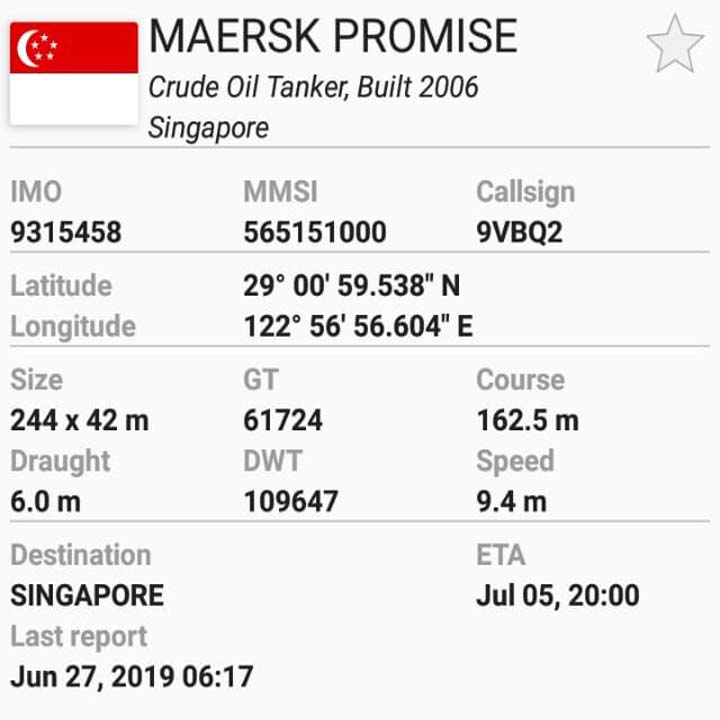 MAERSK PROMISE
Crude Oil Tanker, Built 2006
Singapore
IMO MMSI Callsign
9315458 565151000 9VBQ2
Latitude 29° 00' 59.538" N
Longitude 122° 56' 56.604" E
Size GT Course
244 x 42 m 61724 162.5 m
Draught DWT Speed
6.0 m 109647 9.4 m
Destination ETA
SINGAPORE Jul 05, 20:00
Last report
Jun 27, 2019 06:17